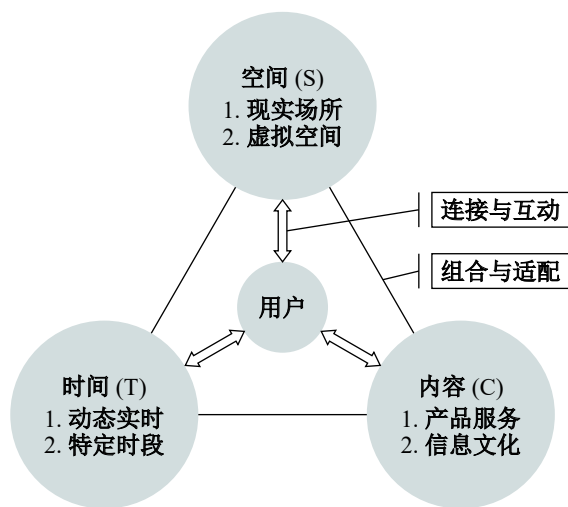 空间 (S)
1. 现实场所
2. 虚拟空间
连接与互动
组合与适配
用户
时间 (T)
1. 动态实时
2. 特定时段
内容 (C)
1. 产品服务
2. 信息文化